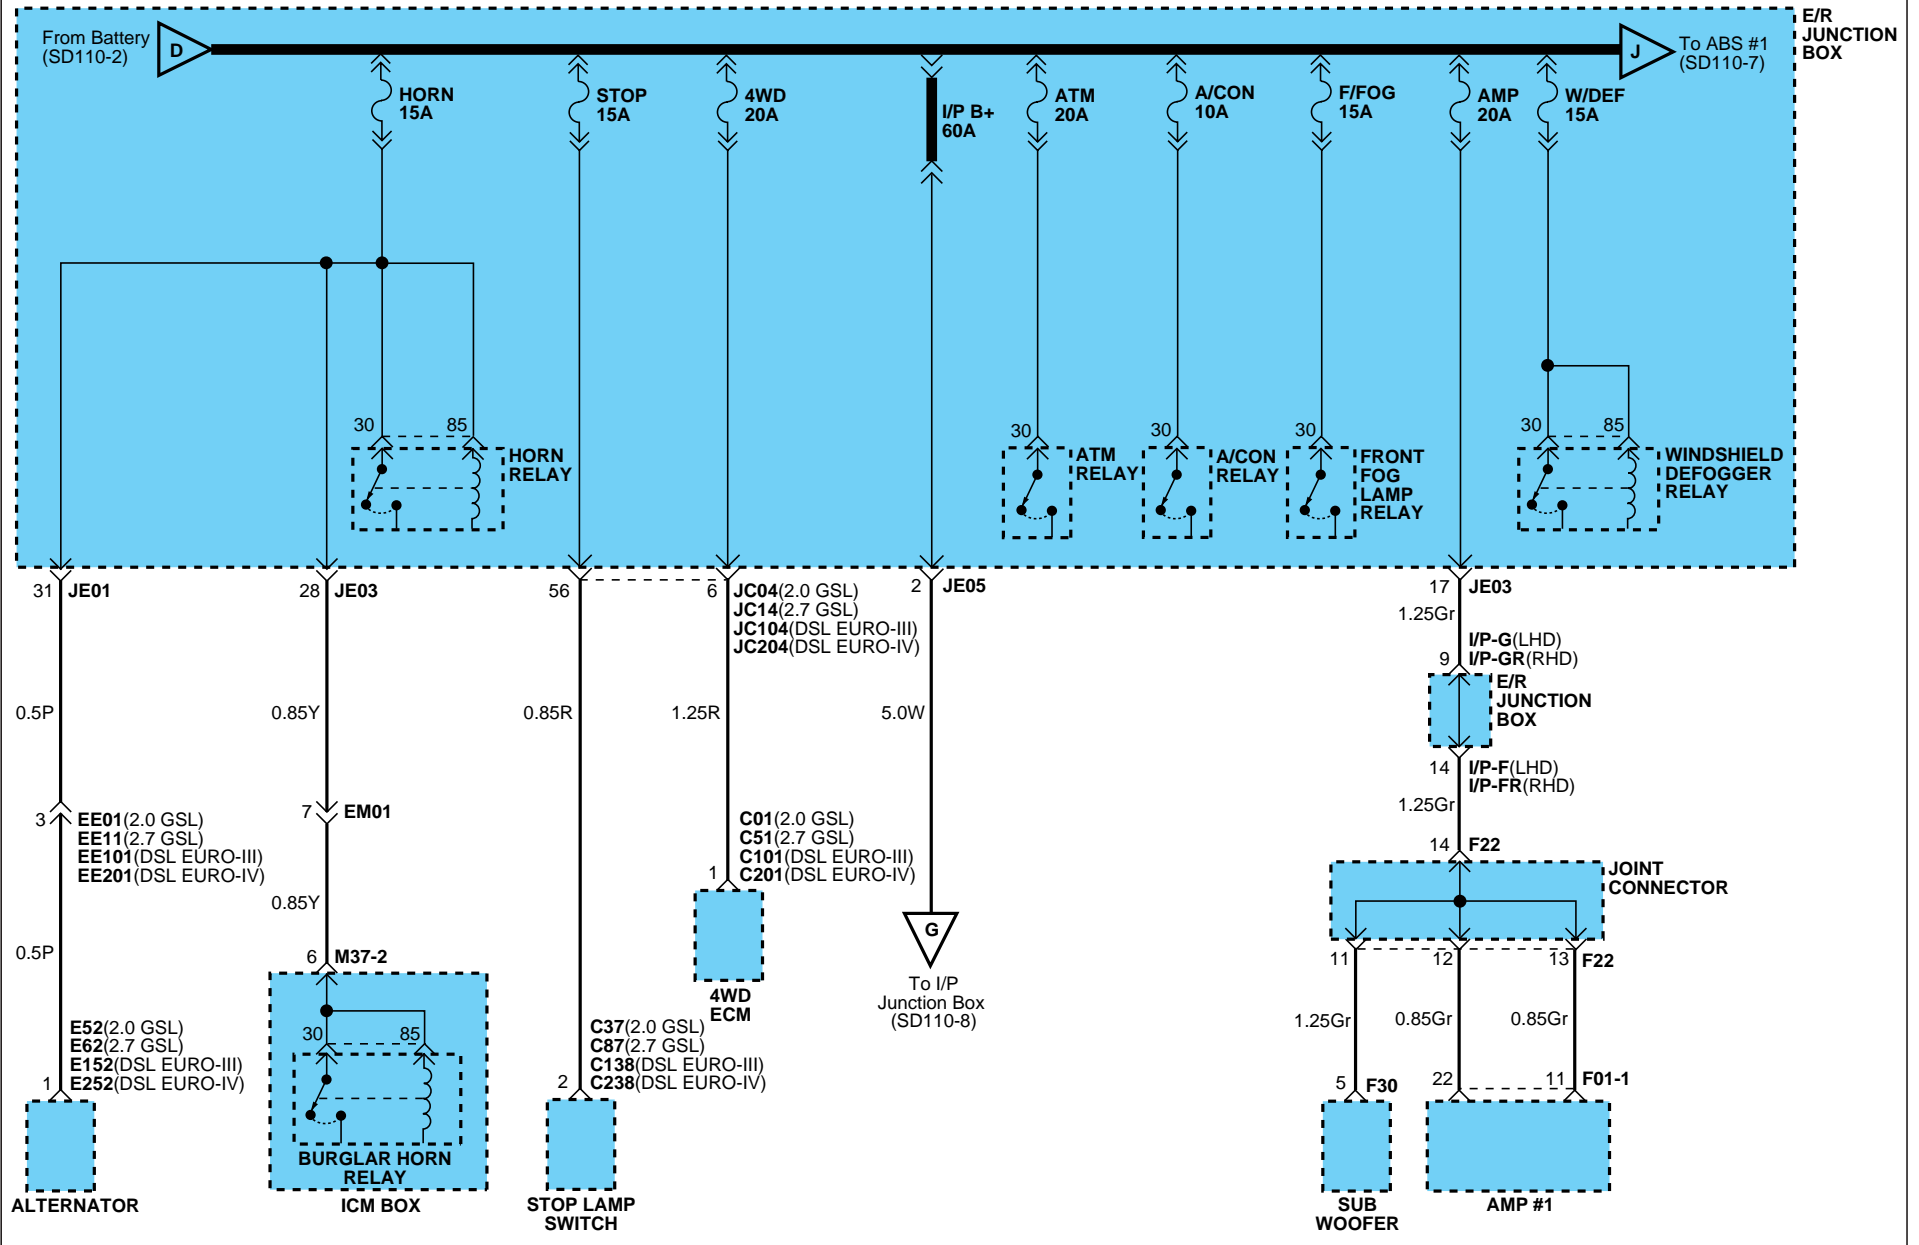 From Battery
(SD110-2)
D
J
To ABS #1
(SD110-7)
E/R
JUNCTION
BOX
HORN
15A
STOP
15A
4WD
20A
I/P B+
60A
ATM
20A
A/CON
10A
F/FOG
15A
AMP
20A
W/DEF
15A
30 85
HORN
RELAY
30
ATM
RELAY
30
A/CON
RELAY
30
FRONT
FOG
LAMP
RELAY
30 85
WINDSHIELD
DEFOGGER
RELAY
31 JE01
28 JE03
56
6 JC04(2.0 GSL)
JC14(2.7 GSL)
JC104(DSL EURO-III)
JC204(DSL EURO-IV)
2 JE05
17 JE03
1.25Gr
I/P-G(LHD)
9 I/P-GR(RHD)
E/R
JUNCTION
BOX
0.5P
0.85Y
0.85R
1.25R
5.0W
14 I/P-F(LHD)
I/P-FR(RHD)
1.25Gr
3 EE01(2.0 GSL)
EE11(2.7 GSL)
EE101(DSL EURO-III)
EE201(DSL EURO-IV)
7 EM01
C01(2.0 GSL)
C51(2.7 GSL)
C101(DSL EURO-III)
1 C201(DSL EURO-IV)
14 F22
JOINT
CONNECTOR
0.85Y
0.5P
6 M37-2
4WD
ECM
G
To I/P
Junction Box
(SD110-8)
11 12 13 F22
1.25Gr
0.85Gr
0.85Gr
E52(2.0 GSL)
E62(2.7 GSL)
E152(DSL EURO-III)
1 E252(DSL EURO-IV)
30 85
BURGLAR HORN
RELAY
C37(2.0 GSL)
C87(2.7 GSL)
C138(DSL EURO-III)
2 C238(DSL EURO-IV)
5 F30
22 11 F01-1
ALTERNATOR
ICM BOX
STOP LAMP
SWITCH
SUB
WOOFER
AMP #1